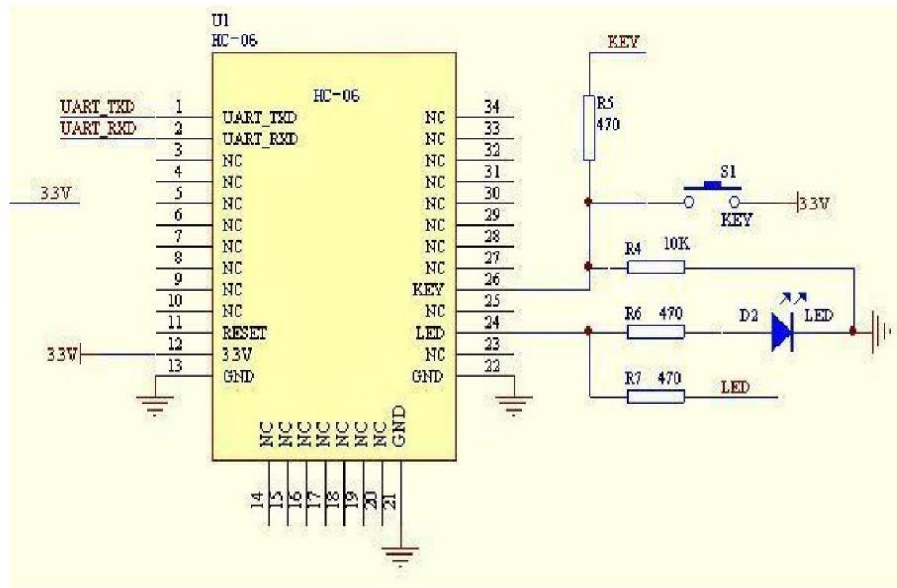 U1
HC-06
HC-06
UART_TXD 1 UART_TXD
UART_RXD 2 UART_RXD
3 NC
4 NC
33V
5 NC
6 NC
7 NC
8 NC
9 NC
10 NC
11 RESET
33V 12 33V
13 GND
NC 34
NC 33
NC 32
NC 31
NC 30
NC 29
NC 28
NC 27
KEY 26
NC 25
LED 24
NC 23
GND 22
NC NC NC NC NC NC NC GND
14 15 16 17 18 19 20 21
KEY
R5
470
S1
KEY
33V
R4 10K
R6 470
D2 LED
R7 470 LED